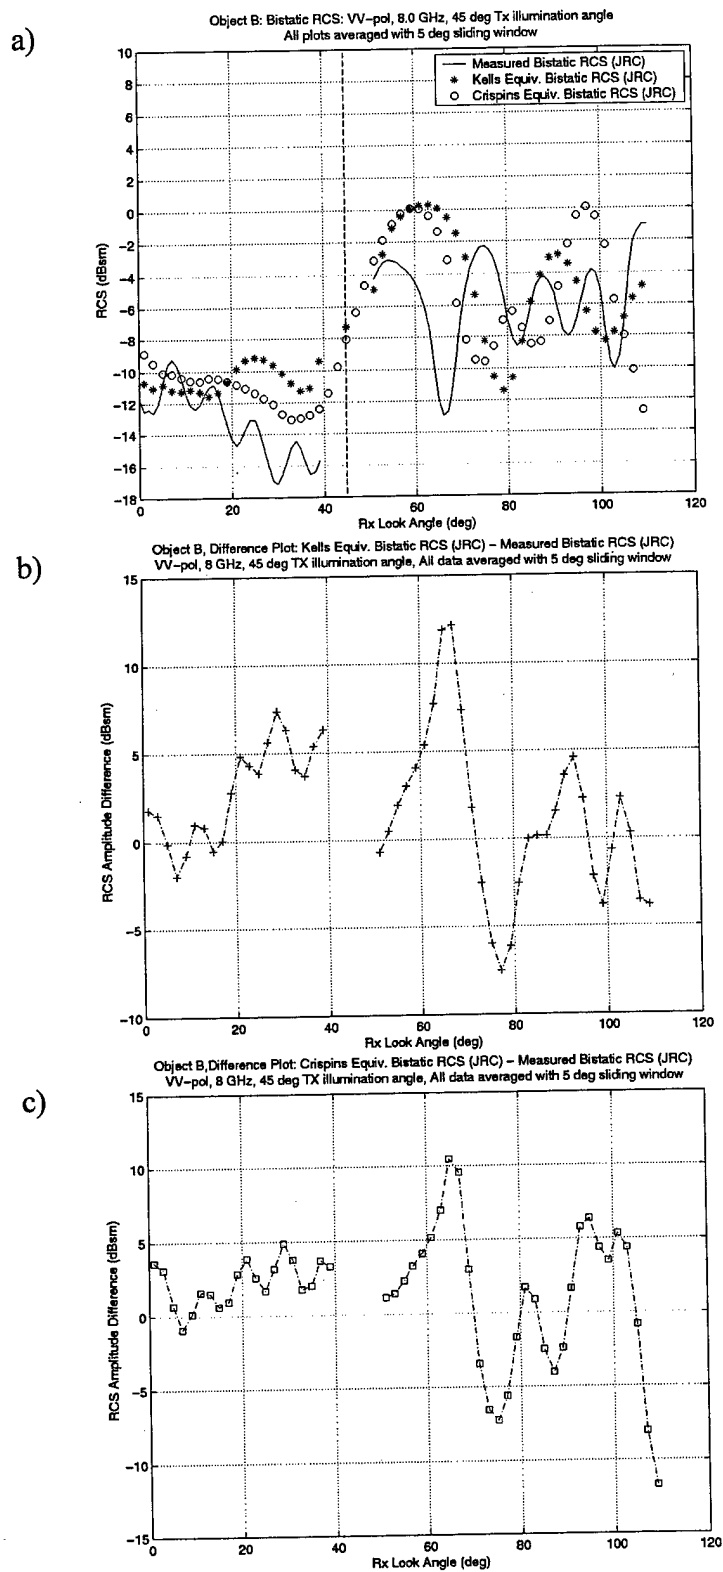 a)
Object B: Bistatic RCS: VV-pol, 8.0 GHz, 45 deg Tx illumination angle
All plots averaged with 5 deg sliding window
Measured Bistatic RCS (JRC)
Kells Equiv. Bistatic RCS (JRC)
Crispins Equiv. Bistatic RCS (JRC)
RCS (dBsm)
10
8
6
4
2
0
−2
−4
−6
−8
−10
−12
−14
−16
−18
0
20
40
60
80
100
120
Rx Look Angle (deg)
b)
Object B, Difference Plot: Kells Equiv. Bistatic RCS (JRC) − Measured Bistatic RCS (JRC)
VV-pol, 8 GHz, 45 deg TX illumination angle, All data averaged with 5 deg sliding window
RCS Amplitude Difference (dBsm)
15
10
5
0
−5
−10
0
20
40
60
80
100
120
Rx Look Angle (deg)
c)
Object B,Difference Plot: Crispins Equiv. Bistatic RCS (JRC) − Measured Bistatic RCS (JRC)
VV-pol, 8 GHz, 45 deg TX illumination angle, All data averaged with 5 deg sliding window
RCS Amplitude Difference (dBsm)
15
10
5
0
−5
−10
−15
0
20
40
60
80
100
120
Rx Look Angle (deg)